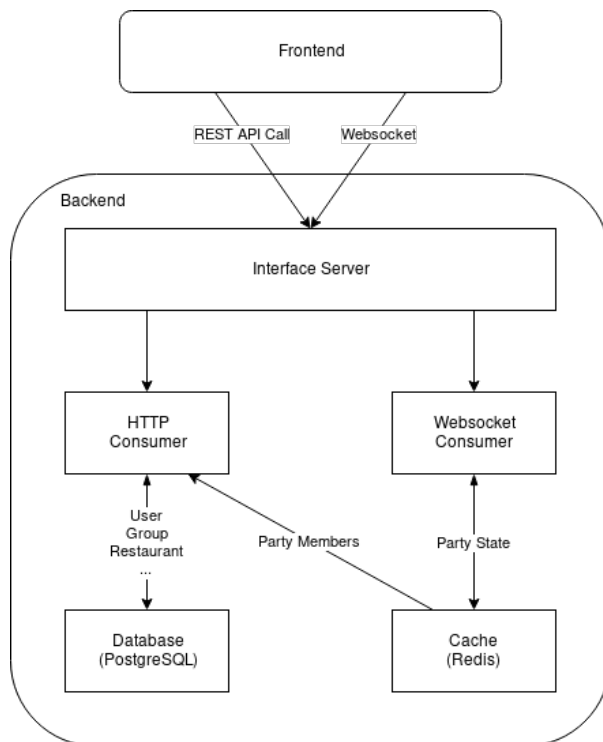 Frontend
REST API Call
Websocket
Backend
Interface Server
HTTP
Consumer
Websocket
Consumer
User
Group
Restaurant
...
Party Members
Party State
Database
(PostgreSQL)
Cache
(Redis)